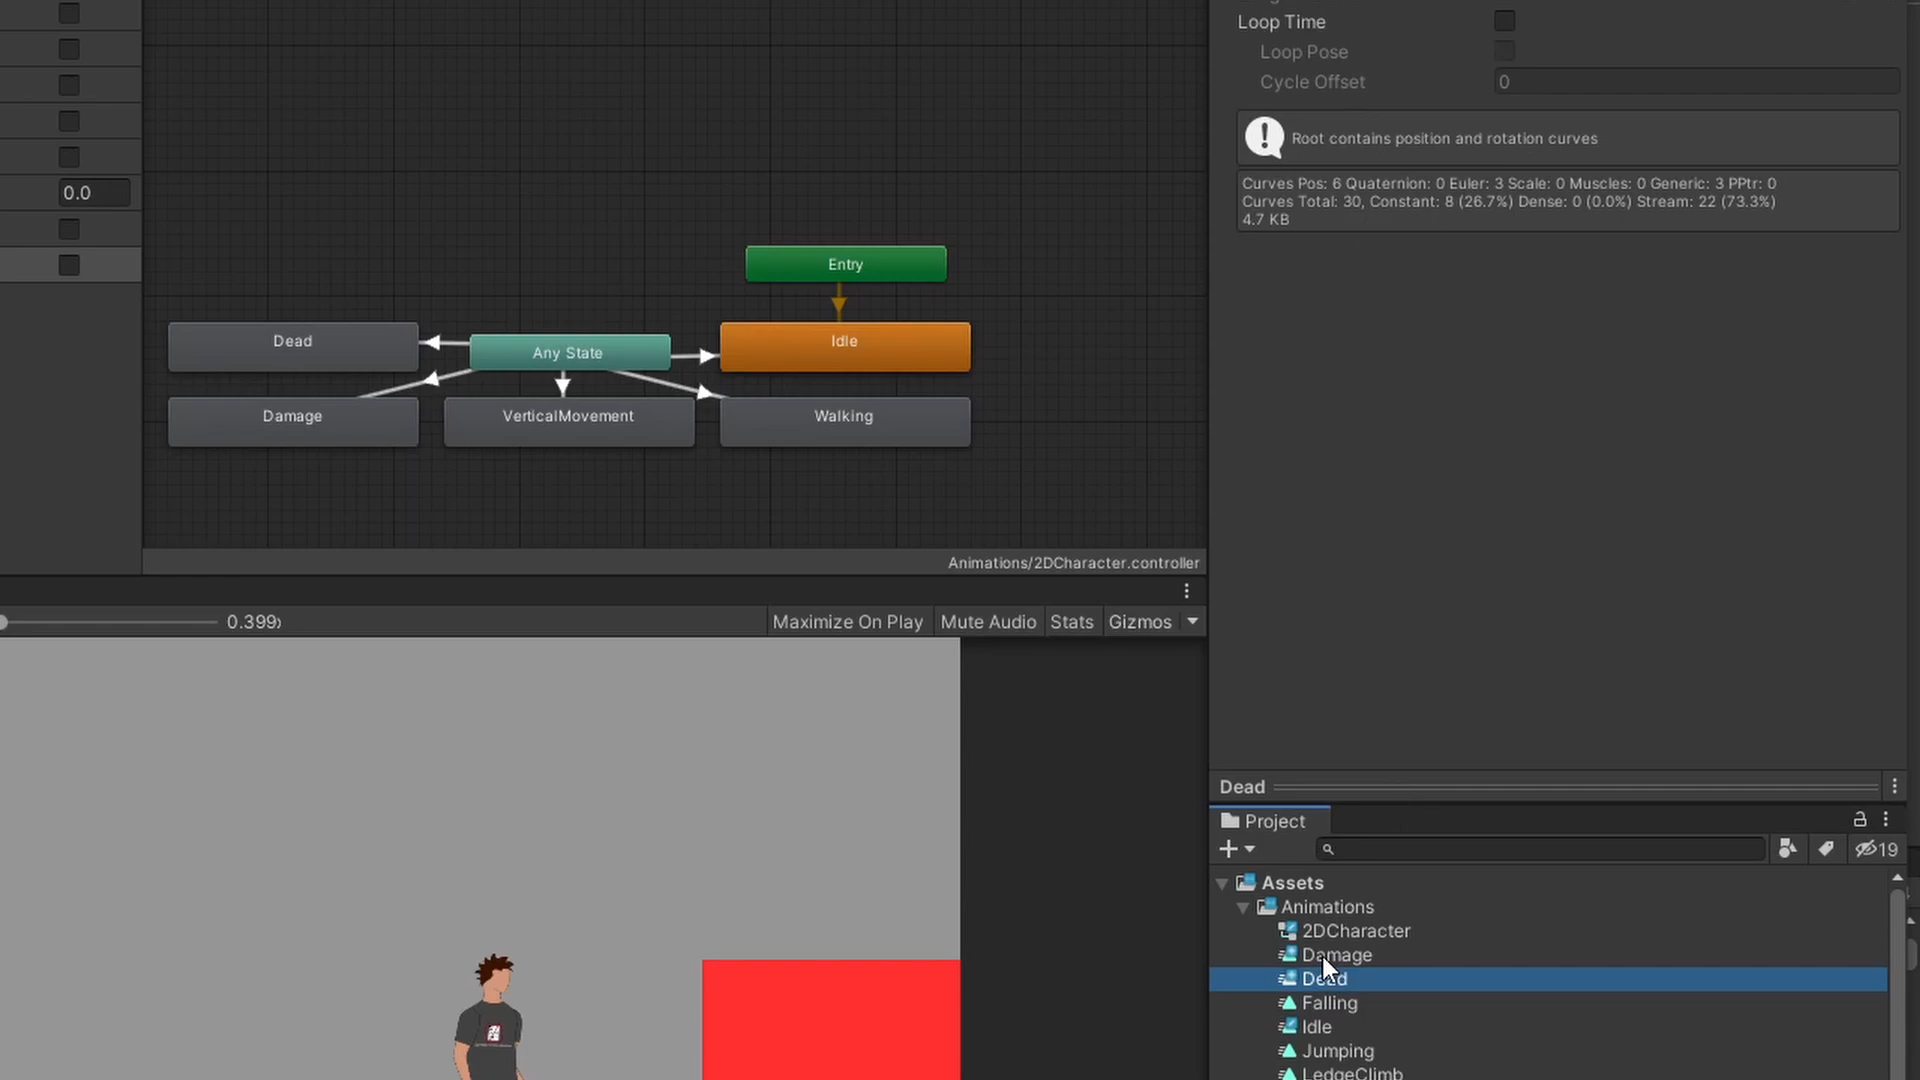 Loop Time
Loop Pose
Cycle Offset
0
Root contains position and rotation curves
Curves Pos: 6 Quaternion: 0 Euler: 3 Scale: 0 Muscles: 0 Generic: 3 PPtr: 0
Curves Total: 30, Constant: 8 (26.7%) Dense: 0 (0.0%) Stream: 22 (73.3%)
4.7 KB
0.0
Entry
Dead
Any State
Idle
Damage
VerticalMovement
Walking
Animations/2DCharacter.controller
0.399
Maximize On Play
Mute Audio
Stats
Gizmos
Dead
Project
19
Assets
Animations
2DCharacter
Damage
Dead
Falling
Idle
Jumping
LedgeClimb